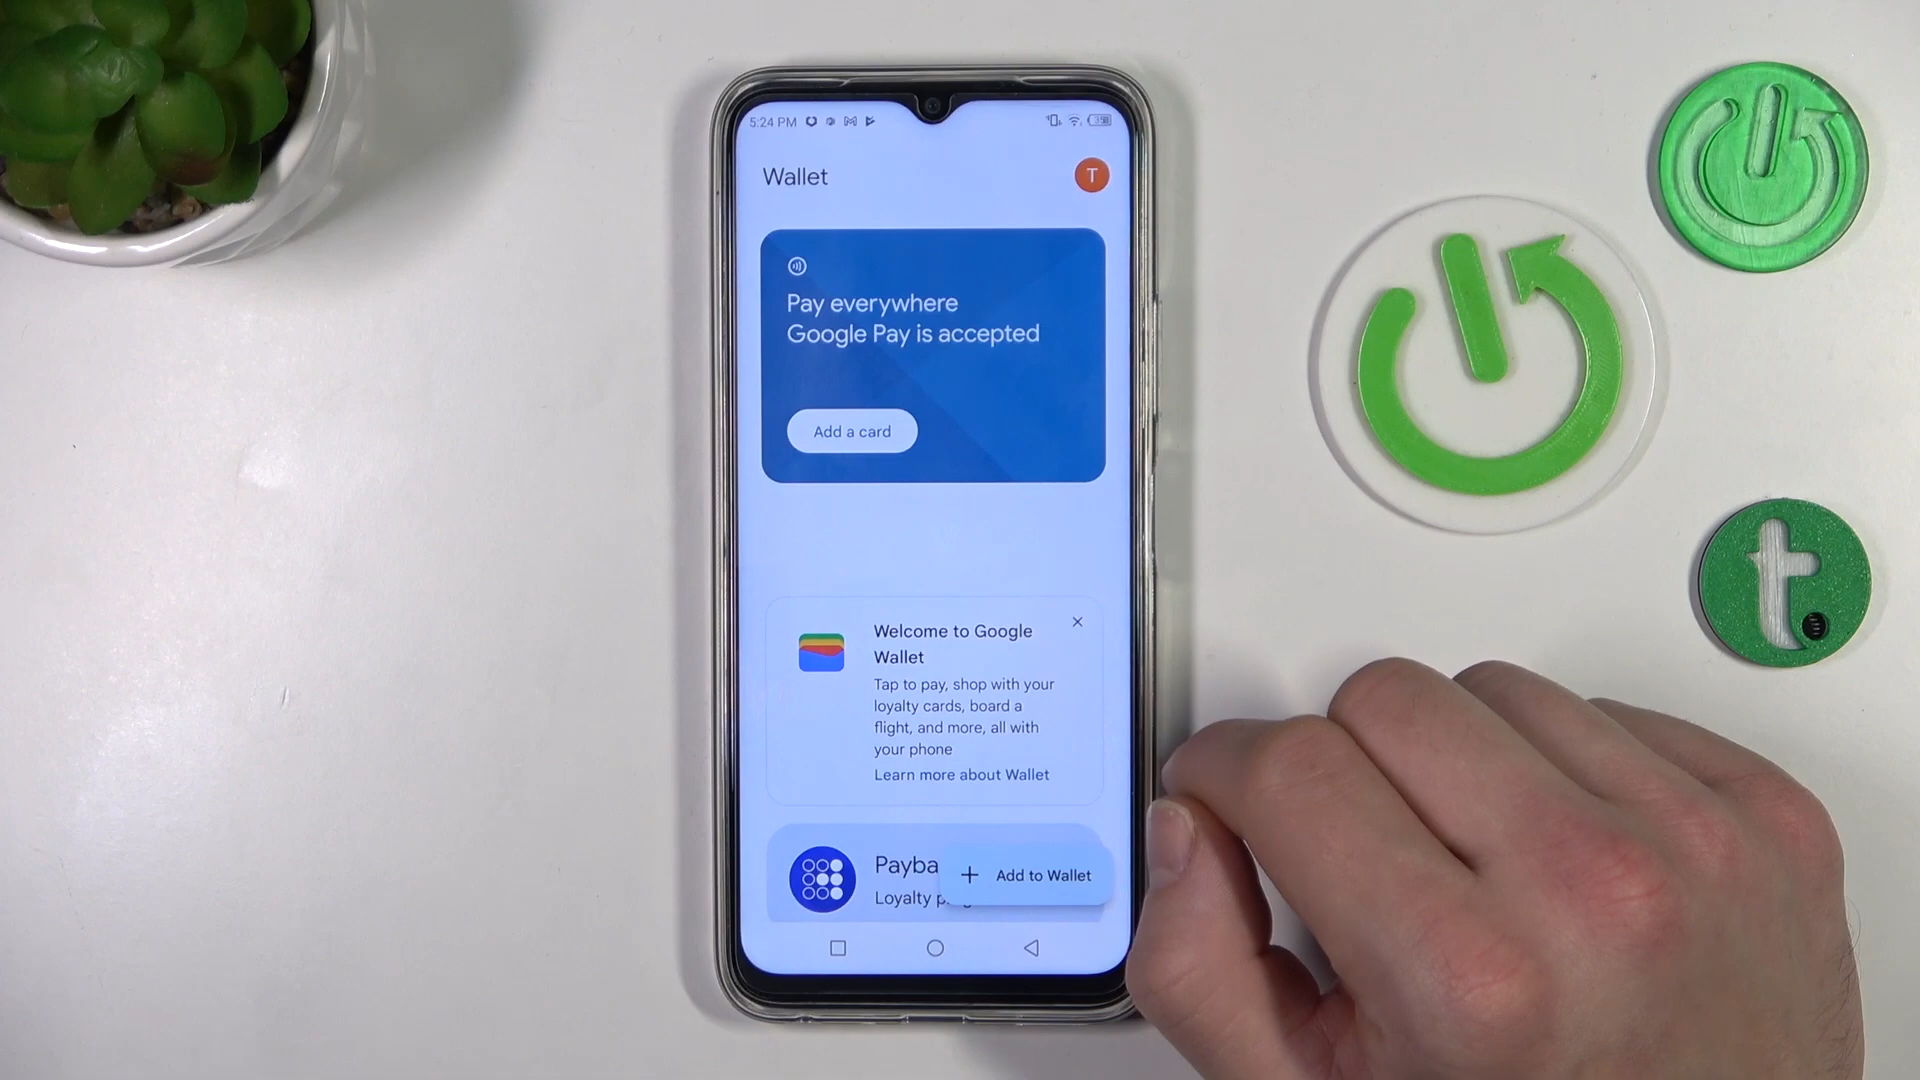 5:24 PM
Wallet
T
Pay everywhere
Google Pay is accepted
Add a card
Welcome to Google
Wallet
Tap to pay, shop with your
loyalty cards, board a
flight, and more, all with
your phone
Learn more about Wallet
Payba
Loyalty
Add to Wallet
t